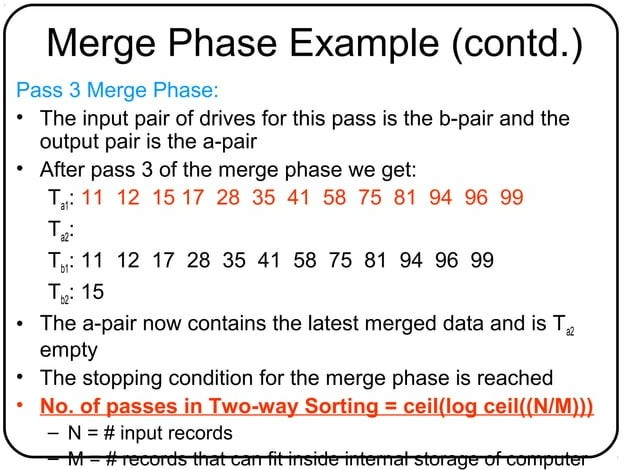 Merge Phase Example (contd.)
Pass 3 Merge Phase:
• The input pair of drives for this pass is the b-pair and the
output pair is the a-pair
• After pass 3 of the merge phase we get:
Ta1: 11 12 15 17 28 35 41 58 75 81 94 96 99
Ta2:
Tb1: 11 12 17 28 35 41 58 75 81 94 96 99
Tb2: 15
• The a-pair now contains the latest merged data and is Ta2
empty
• The stopping condition for the merge phase is reached
• No. of passes in Two-way Sorting = ceil(log ceil((N/M)))
– N = # input records
– M = # records that can fit inside internal storage of computer